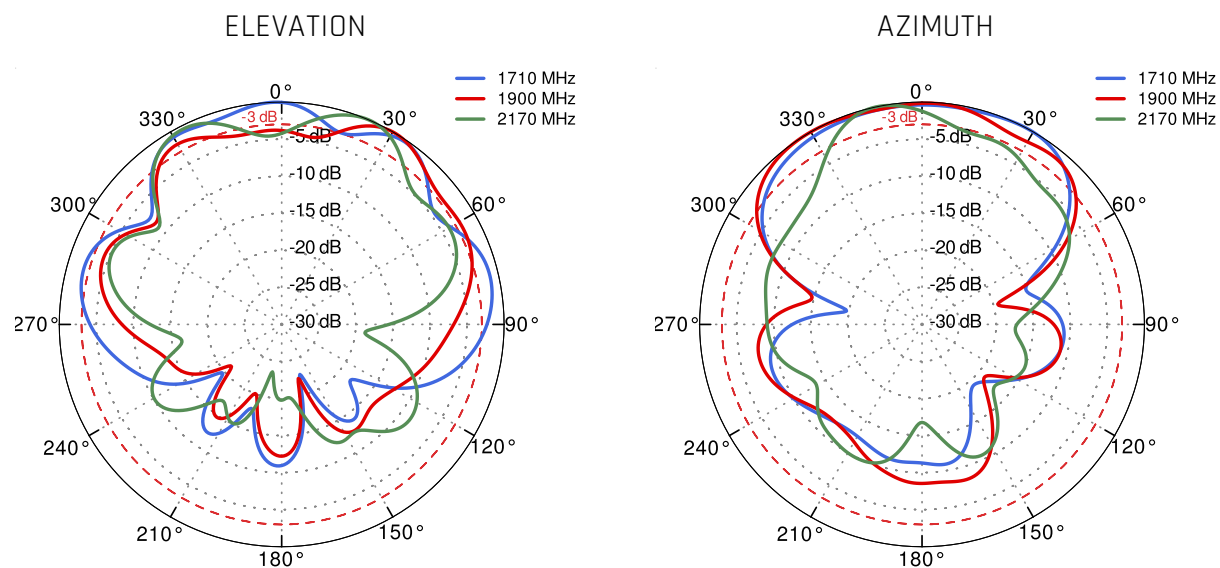 ELEVATION
1710 MHz
1900 MHz
2170 MHz
0°
330°
-3 dB
30°
-5 dB
-10 dB
300°
60°
-15 dB
-20 dB
-25 dB
270°
-30 dB
90°
240°
120°
210°
150°
180°
AZIMUTH
1710 MHz
1900 MHz
2170 MHz
0°
330°
-3 dB
30°
-5 dB
-10 dB
300°
60°
-15 dB
-20 dB
-25 dB
270°
-30 dB
90°
240°
120°
210°
150°
180°